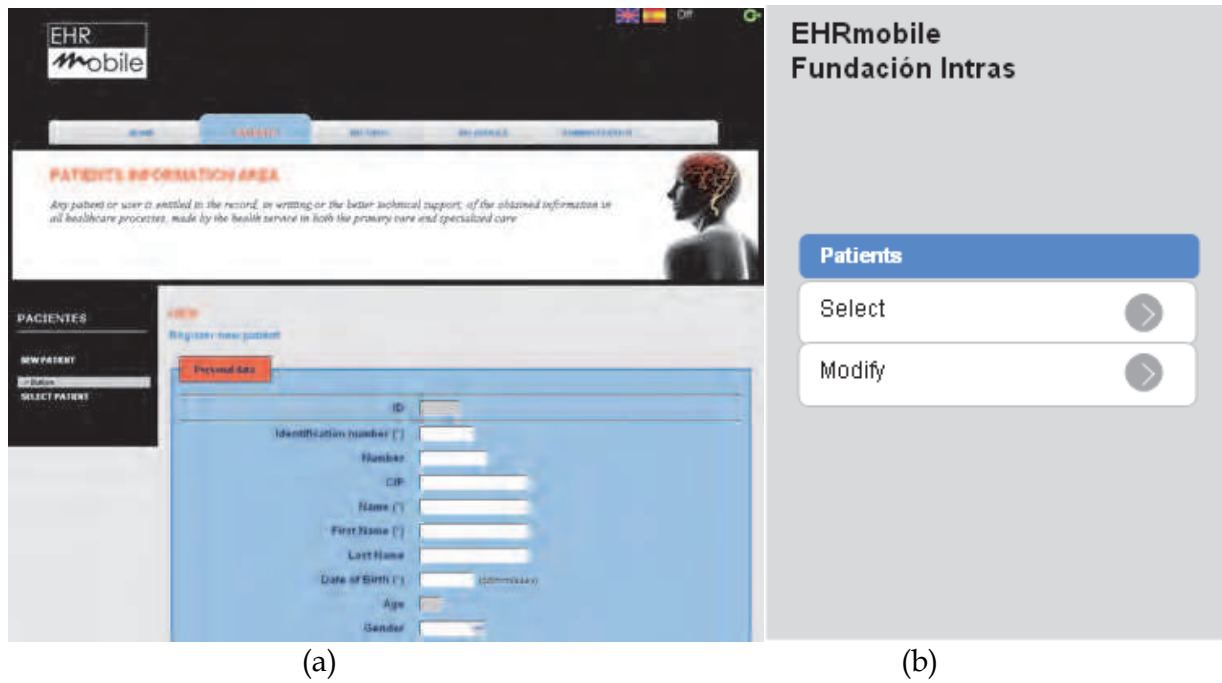 EHR
mobile
Off
HOME
PATIENTS
PATIENTS INFORMATION AREA
Any patient or user is entitled to the record, in writting or the better technical support, of the obtained information in
all healthcare processes, made by the health service in both the primary care and specialized care
PACIENTES
NEW PATIENT
SELECT PATIENT
Register new patient
Personal data
ID
Identification number (*)
Number
CIP
Name (*)
First Name (*)
Last Name
Date of Birth (*)
Age
Gender
(a)
EHRmobile
Fundación Intras
Patients
Select
Modify
(b)